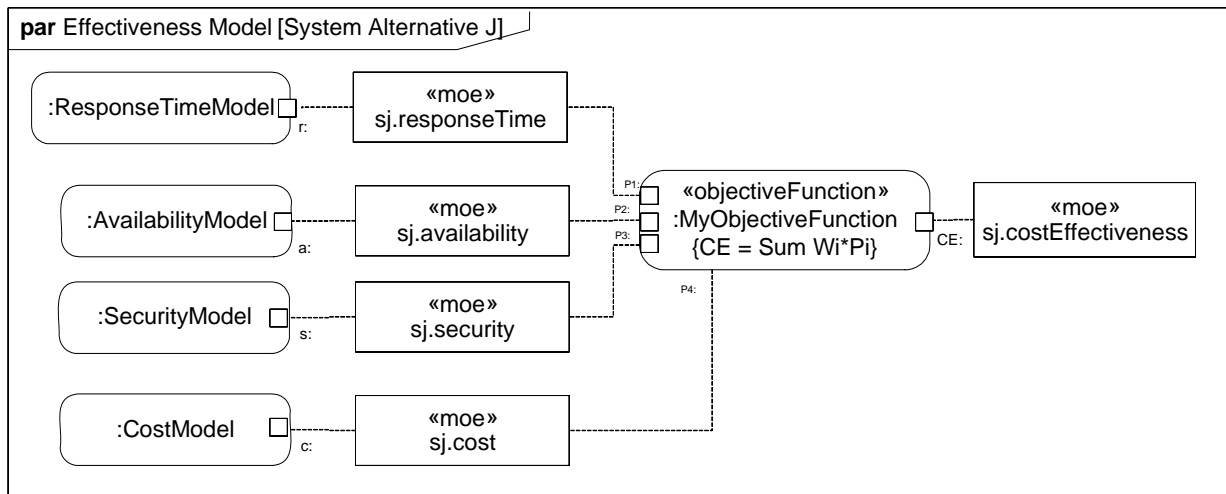 par Effectiveness Model [System Alternative J]
:ResponseTimeModel
r:
«moe»
sj.responseTime
:AvailabilityModel
a:
«moe»
sj.availability
:SecurityModel
s:
«moe»
sj.security
:CostModel
c:
«moe»
sj.cost
P1:
P2:
P3:
P4:
«objectiveFunction»
:MyObjectiveFunction
{CE = Sum Wi*Pi}
CE:
«moe»
sj.costEffectiveness